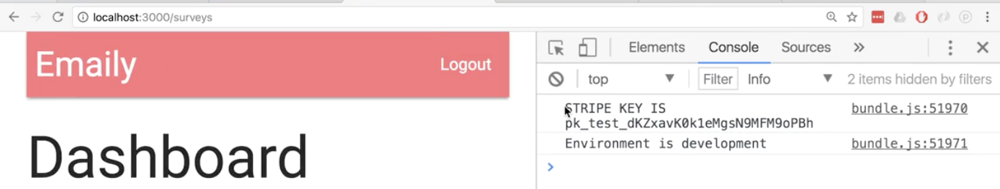 localhost:3000/surveys
Emaily
Logout
Dashboard
Elements Console Sources
top Filter Info 2 items hidden by filters
STRIPE KEY IS bundle.js:51970
pk_test_dKZxavK0k1eMgsN9MFM9oPBh
Environment is development bundle.js:51971